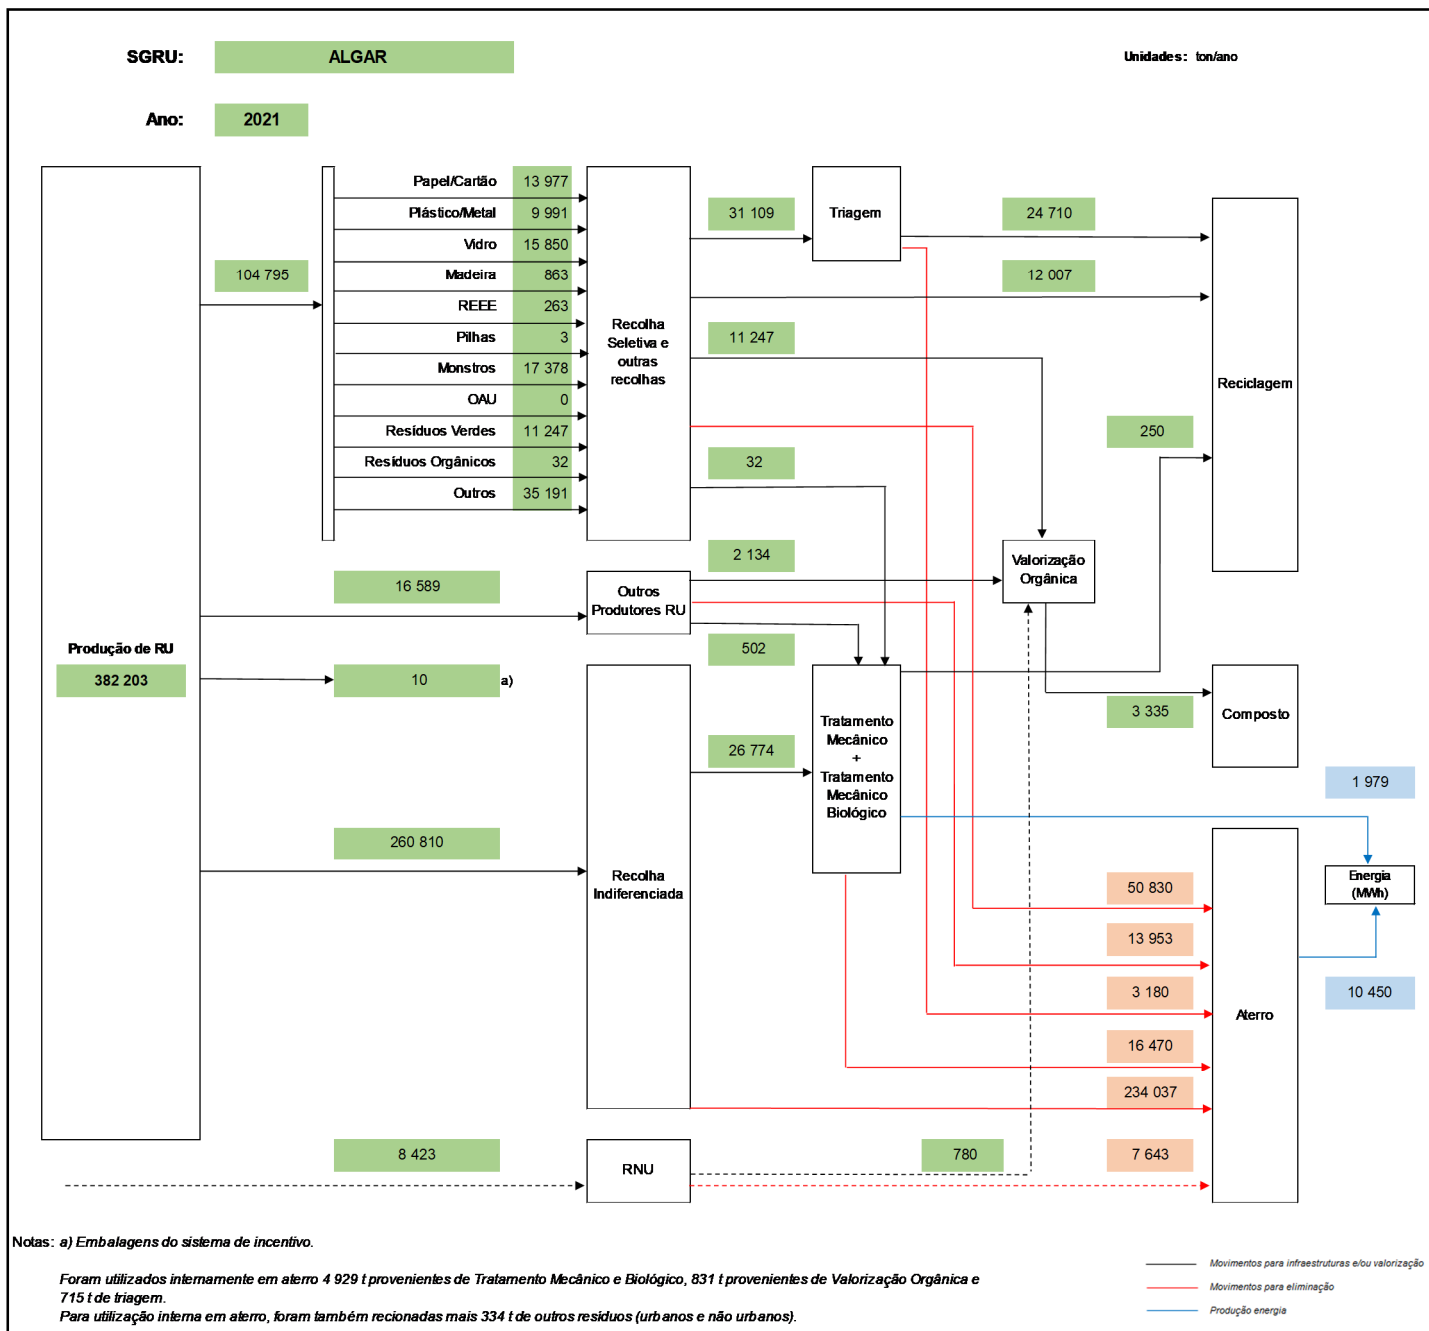 SGRU: ALGAR Unidades: ton/ano
Ano: 2021
Papel/Cartão 13 977
Plástico/Metal 9 991
Vidro 15 850
Madeira 863
REEE 263
Pilhas 3
Monstros 17 378
OAU 0
Resíduos Verdes 11 247
Resíduos Orgânicos 32
Outros 35 191
104 795
Recolha
Seletiva e
outras
recolhas
31 109
Triagem
24 710
12 007
11 247
32
Reciclagem
250
2 134
Valorização
Orgânica
16 589
Outros
Produtores RU
502
Produção de RU
382 203
10 a)
Tratamento
Mecânico
+
Tratamento
Mecânico
Biológico
26 774
3 335
Composto
1 979
260 810
Recolha
Indiferenciada
Energia
(MWh)
50 830
13 953
3 180
16 470
234 037
10 450
Aterro
8 423
RNU
780
7 643
Notas: a) Embalagens do sistema de incentivo.
Foram utilizados internamente em aterro 4 929 t provenientes de Tratamento Mecânico e Biológico, 831 t provenientes de Valorização Orgânica e
715 t de triagem.
Para utilização interna em aterro, foram também recionadas mais 334 t de outros resíduos (urbanos e não urbanos).
Movimentos para infraestruturas e/ou valorização
Movimentos para eliminação
Produção energia